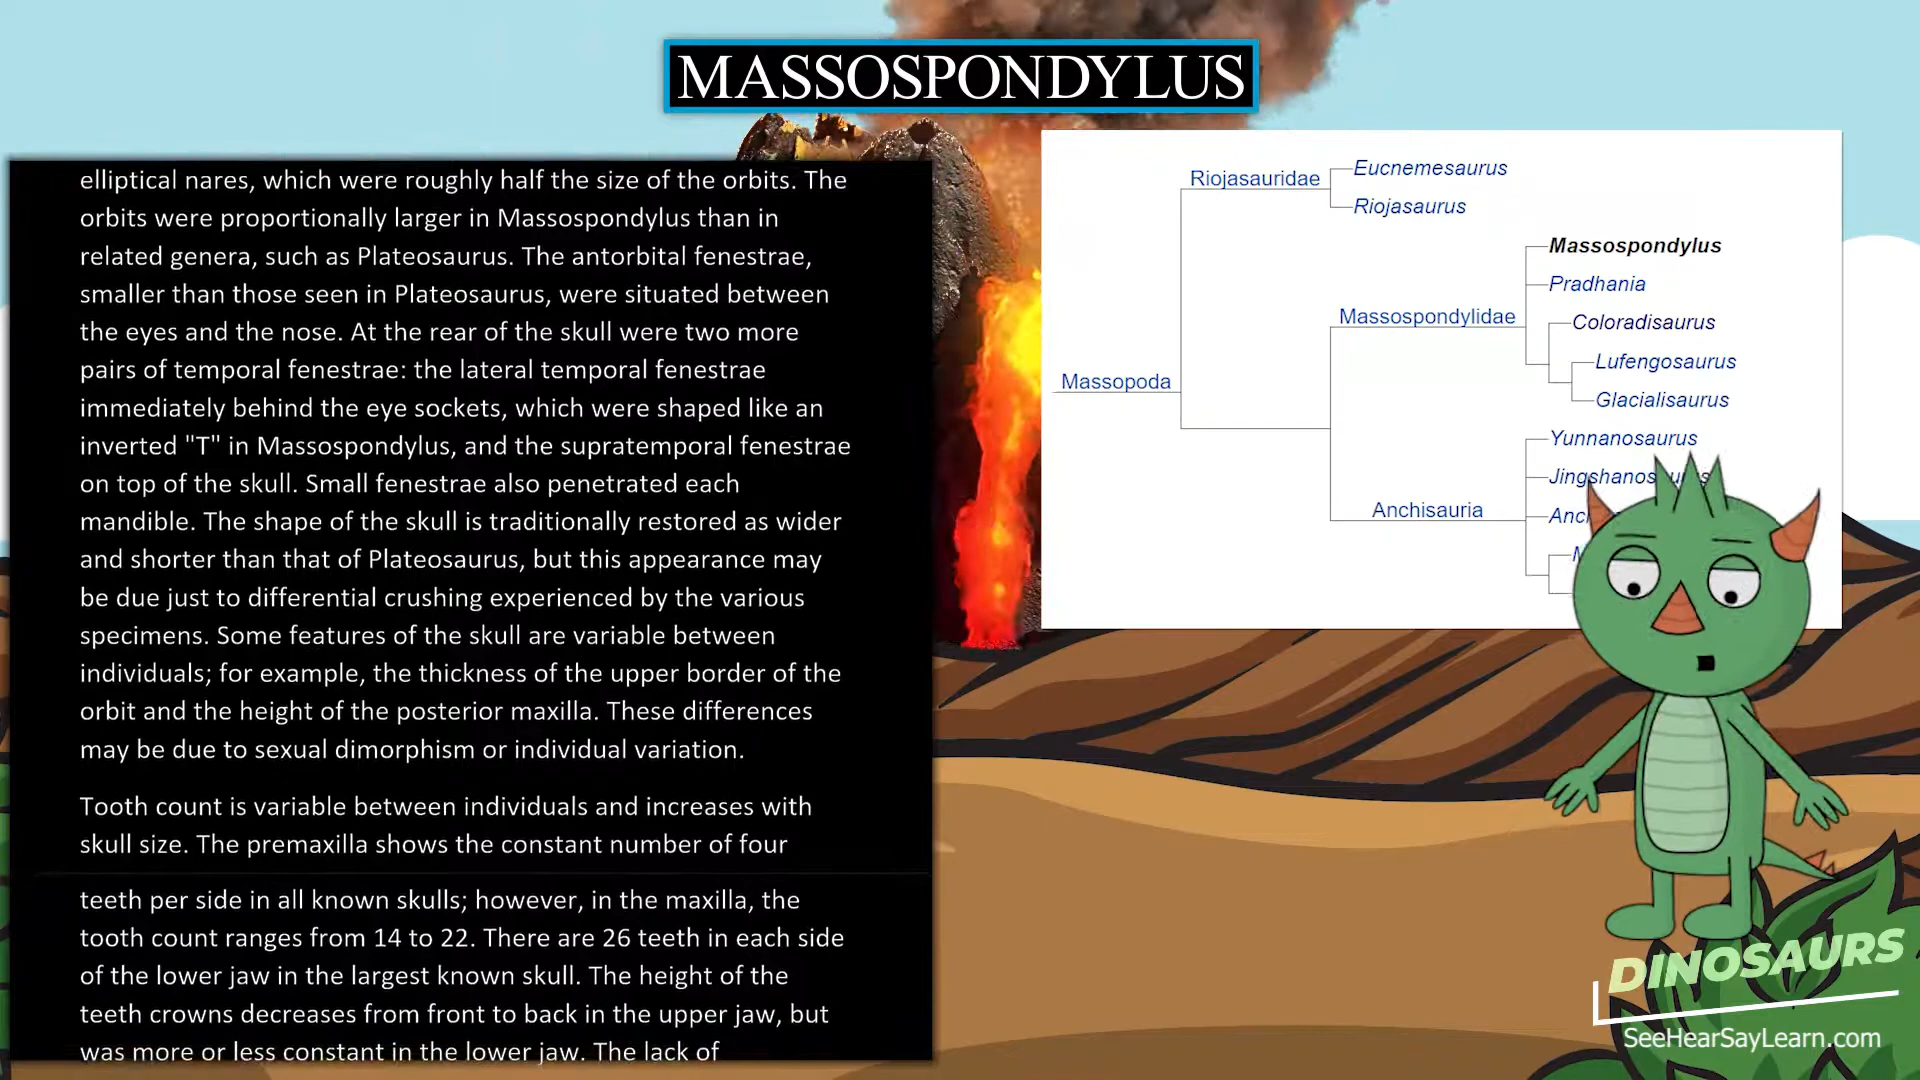 MASSOSPONDYLUS
elliptical nares, which were roughly half the size of the orbits. The
orbits were proportionally larger in Massospondylus than in
related genera, such as Plateosaurus. The antorbital fenestrae,
smaller than those seen in Plateosaurus, were situated between
the eyes and the nose. At the rear of the skull were two more
pairs of temporal fenestrae: the lateral temporal fenestrae
immediately behind the eye sockets, which were shaped like an
inverted "T" in Massospondylus, and the supratemporal fenestrae
on top of the skull. Small fenestrae also penetrated each
mandible. The shape of the skull is traditionally restored as wider
and shorter than that of Plateosaurus, but this appearance may
be due just to differential crushing experienced by the various
specimens. Some features of the skull are variable between
individuals; for example, the thickness of the upper border of the
orbit and the height of the posterior maxilla. These differences
may be due to sexual dimorphism or individual variation.
Tooth count is variable between individuals and increases with
skull size. The premaxilla shows the constant number of four
teeth per side in all known skulls; however, in the maxilla, the
tooth count ranges from 14 to 22. There are 26 teeth in each side
of the lower jaw in the largest known skull. The height of the
teeth crowns decreases from front to back in the upper jaw, but
was more or less constant in the lower jaw. The lack of
Massopoda
Riojasauridae
Eucnemesaurus
Riojasaurus
Massospondylidae
Massospondylus
Pradhania
Coloradisaurus
Lufengosaurus
Glacialisaurus
Anchisauria
Yunnanosaurus
DINOSAURS
SeeHearSayLearn.com